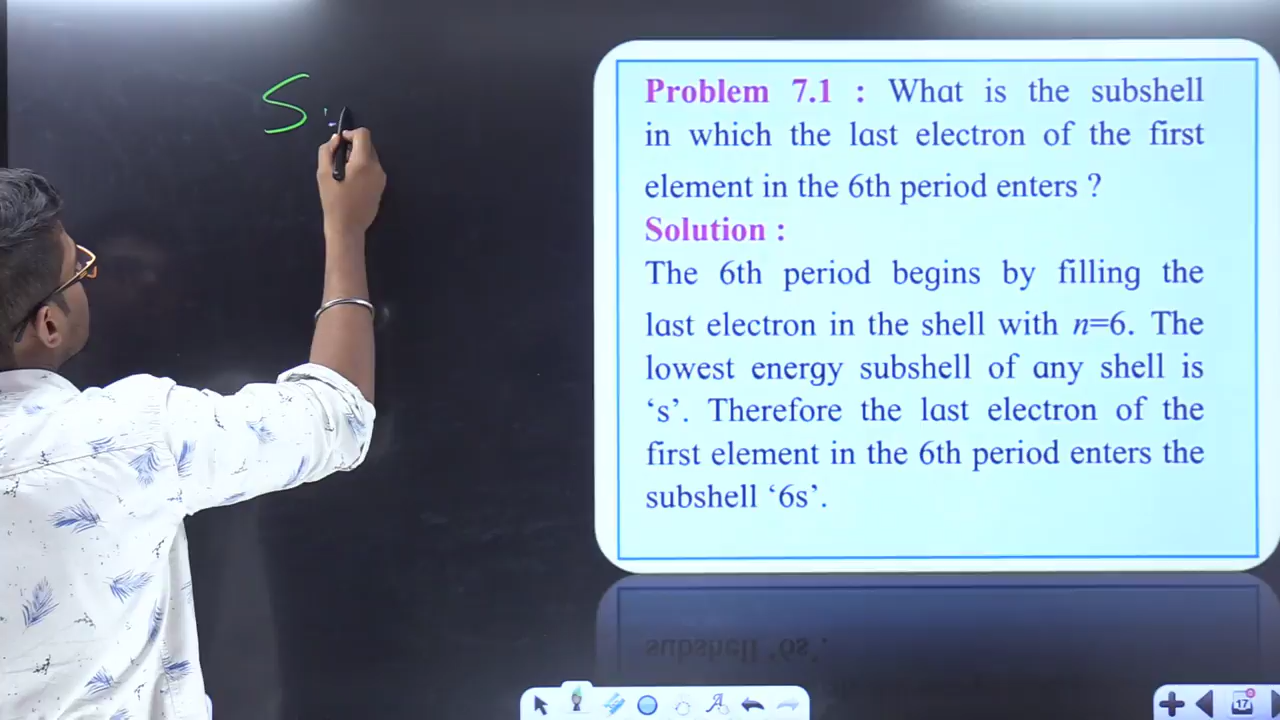 S
Problem 7.1 : What is the subshell
in which the last electron of the first
element in the 6th period enters ?
Solution :
The 6th period begins by filling the
last electron in the shell with n=6. The
lowest energy subshell of any shell is
‘s’. Therefore the last electron of the
first element in the 6th period enters the
subshell ‘6s’.
subshell ‘6s’.
17